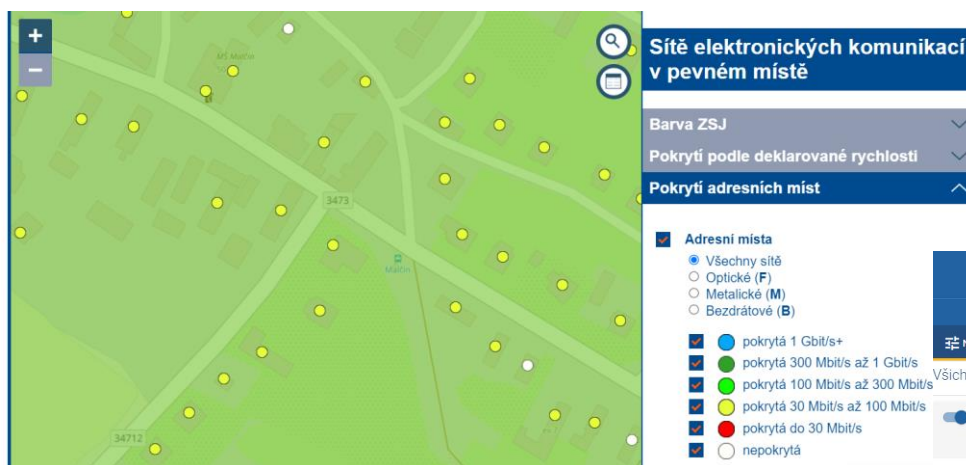 +
−
MŠ Malčín
3473
Malčín
34712
Sítě elektronických komunikací
v pevném místě
Barva ZSJ
Pokrytí podle deklarované rychlosti
Pokrytí adresních míst
Adresní místa
Všechny sítě
Optické (F)
Metalické (M)
Bezdrátové (B)
pokrytá 1 Gbit/s+
pokrytá 300 Mbit/s až 1 Gbit/s
pokrytá 100 Mbit/s až 300 Mbit/s
pokrytá 30 Mbit/s až 100 Mbit/s
pokrytá do 30 Mbit/s
nepokrytá
Všich